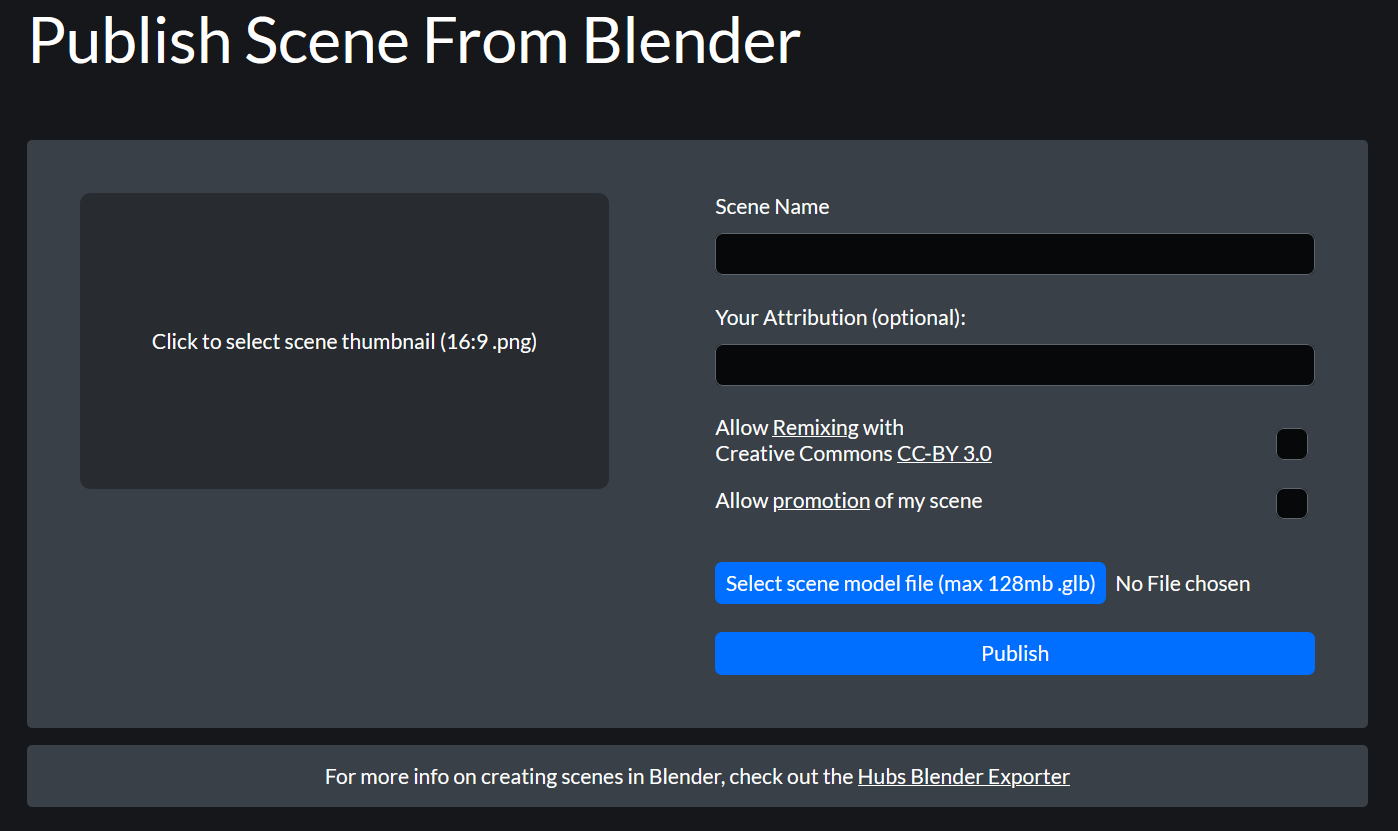 Publish Scene From Blender
Click to select scene thumbnail (16:9 .png)
Scene Name
Your Attribution (optional):
Allow Remixing with
Creative Commons CC-BY 3.0
Allow promotion of my scene
Select scene model file (max 128mb .glb) No File chosen
Publish
For more info on creating scenes in Blender, check out the Hubs Blender Exporter